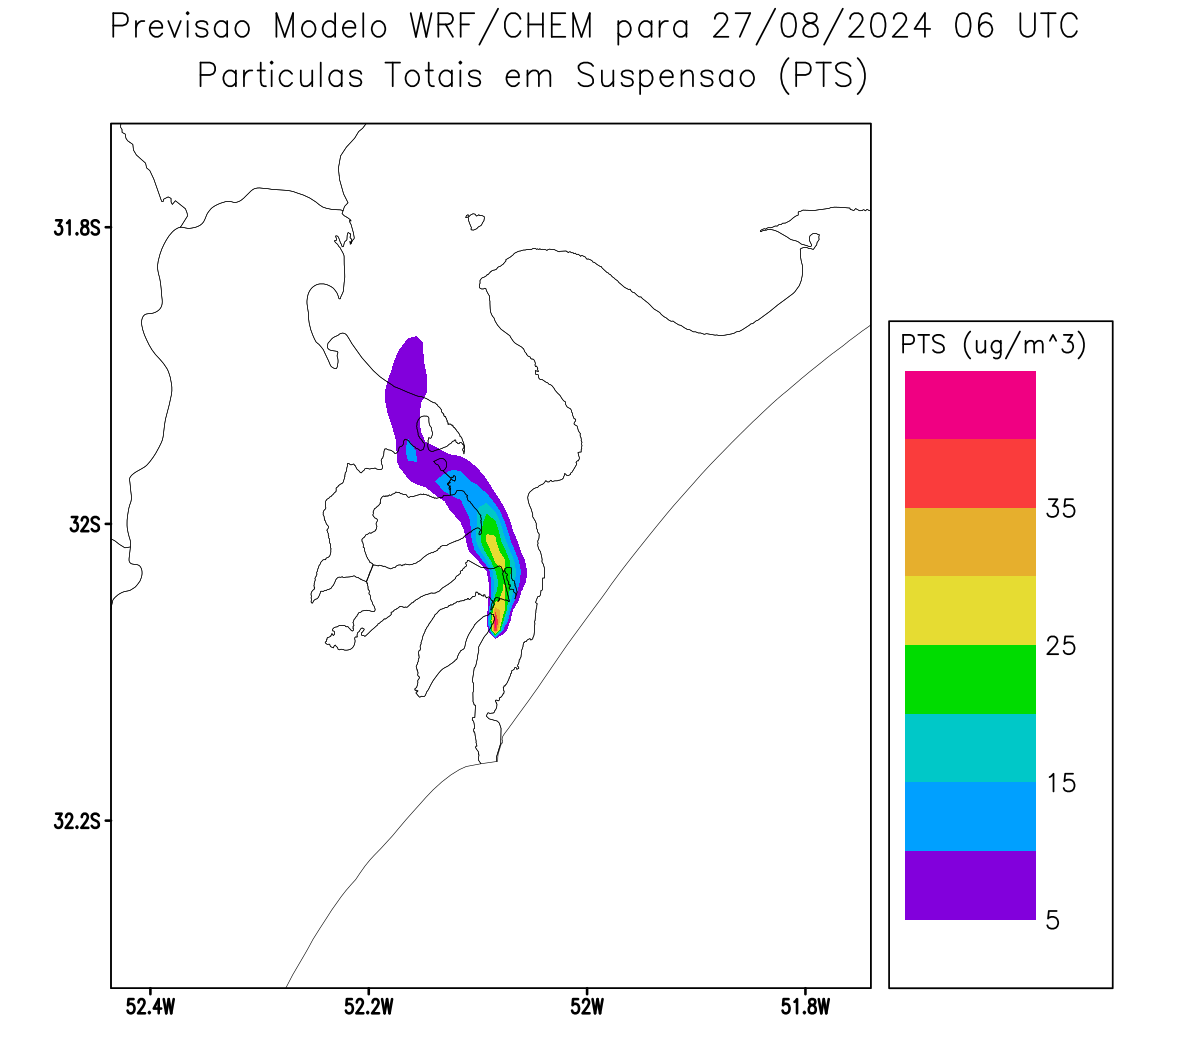 Previsao Modelo WRF/CHEM para 27/08/2024 06 UTC
Particulas Totais em Suspensao (PTS)
31.8S
32S
32.2S
52.4W
52.2W
52W
51.8W
PTS (ug/m^3)
35
25
15
5